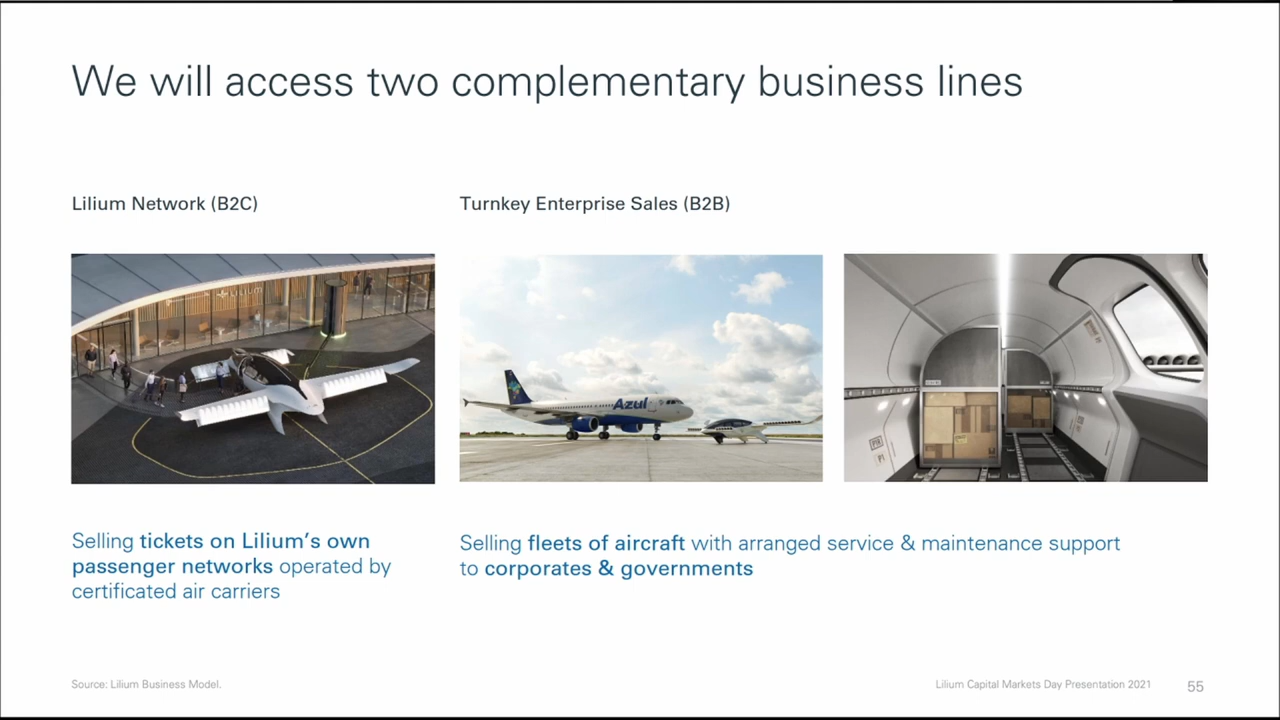 We will access two complementary business lines
Lilium Network (B2C)
Turnkey Enterprise Sales (B2B)
LILIUM
Azul
Selling tickets on Lilium's own
passenger networks operated by
certificated air carriers
Selling fleets of aircraft with arranged service & maintenance support
to corporates & governments
Source: Lilium Business Model.
Lilium Capital Markets Day Presentation 2021
55